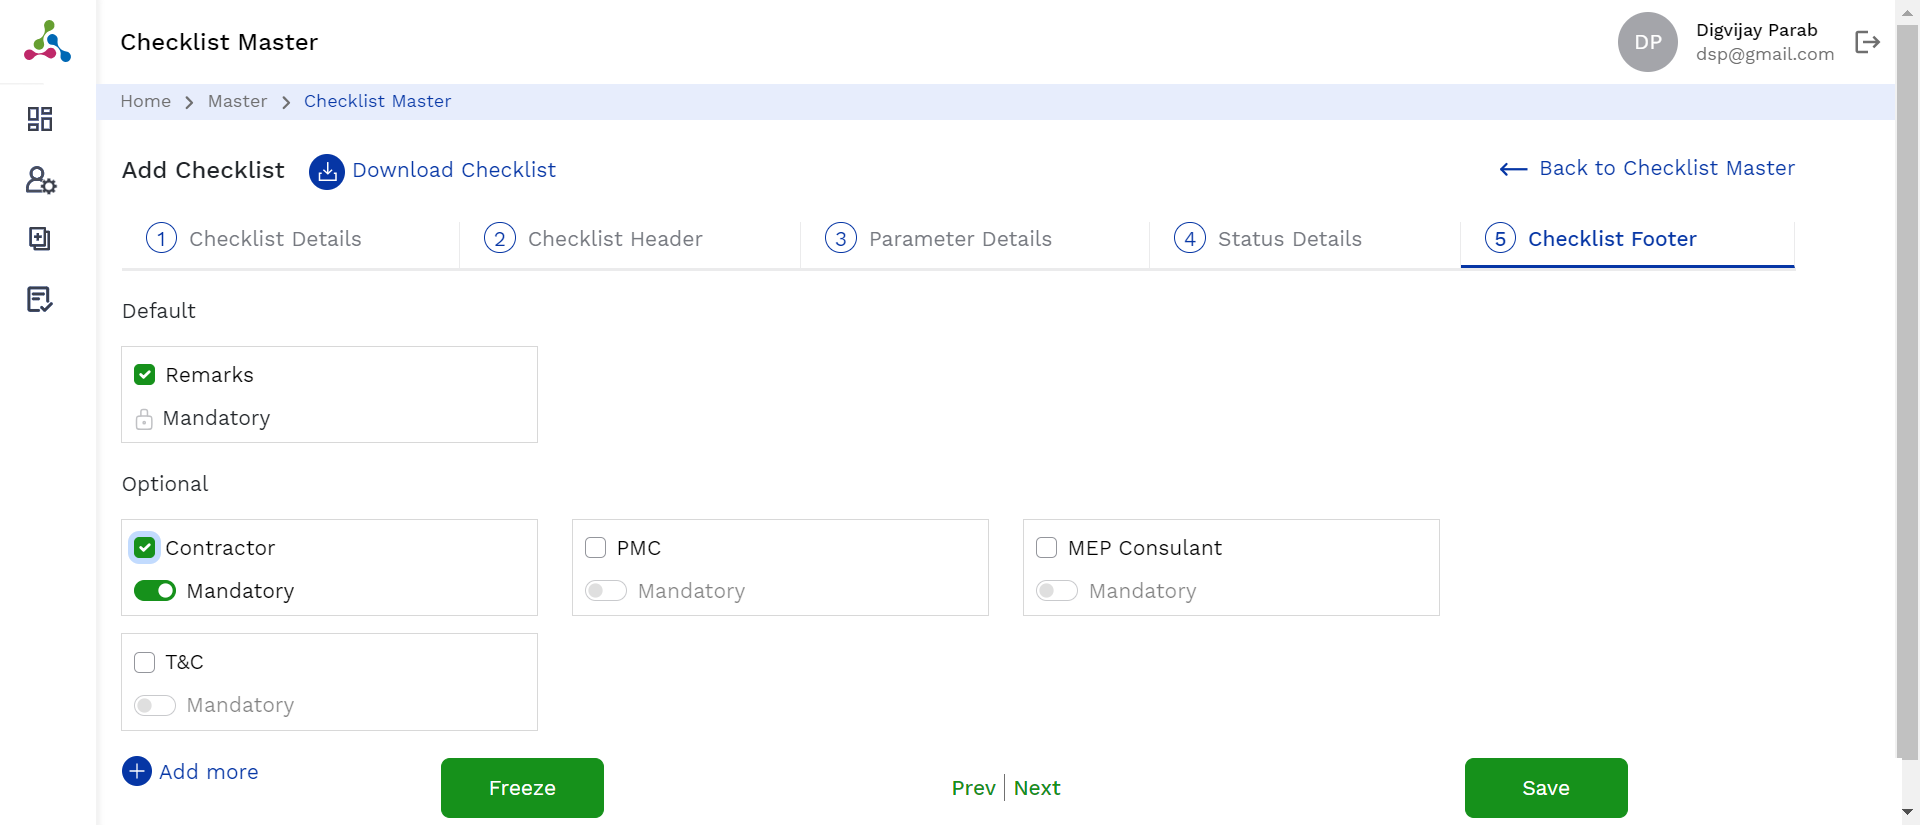 Checklist Master
DP
Digvijay Parab
dsp@gmail.com
Home > Master > Checklist Master
Add Checklist
Download Checklist
Back to Checklist Master
1 Checklist Details
2 Checklist Header
3 Parameter Details
4 Status Details
5 Checklist Footer
Default
Remarks
Mandatory
Optional
Contractor
Mandatory
PMC
Mandatory
MEP Consulant
Mandatory
T&C
Mandatory
Add more
Freeze
Prev | Next
Save